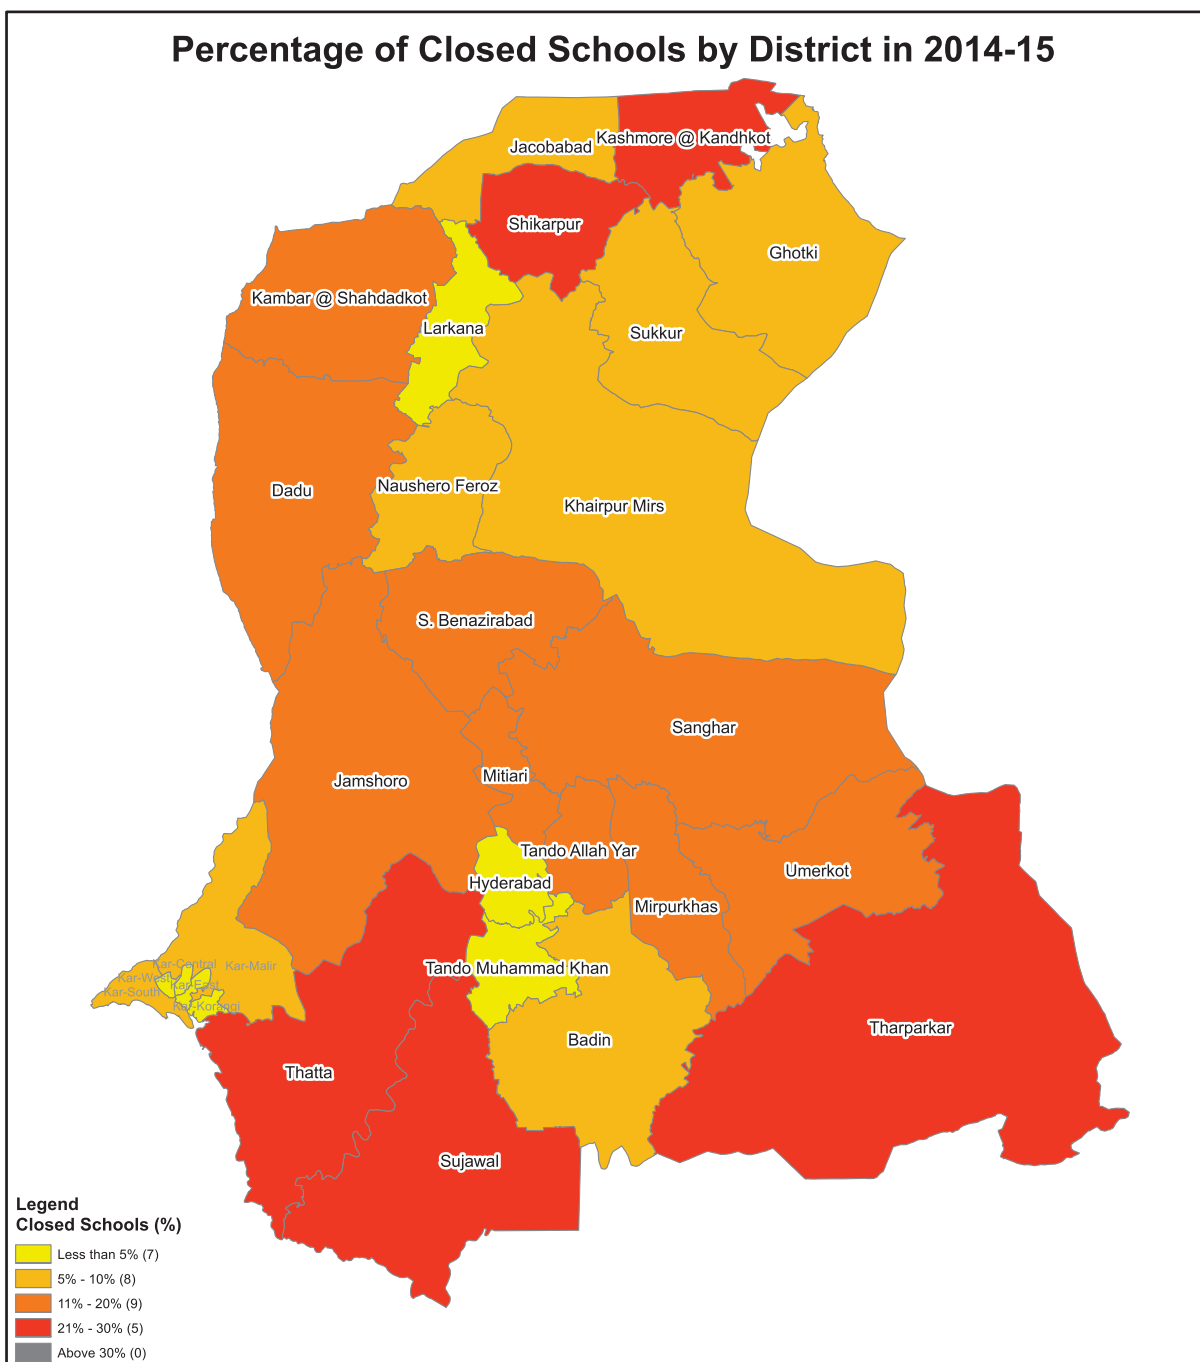 Percentage of Closed Schools by District in 2014-15
Kashmore @ Kandhkot
Jacobabad
Shikarpur
Ghotki
Kambar @ Shahdadkot
Larkana
Sukkur
Naushero Feroz
Dadu
Khairpur Mirs
S. Benazirabad
Sanghar
Mitiari
Jamshoro
Tando Allah Yar
Umerkot
Hyderabad
Mirpurkhas
Kar-Central
Kar-Malir
Tando Muhammad Khan
Kar-West
Kar-East
Kar-South
Kar-Korangi
Tharparkar
Badin
Thatta
Sujawal
Legend
Closed Schools (%)
Less than 5% (7)
5% - 10% (8)
11% - 20% (9)
21% - 30% (5)
Above 30% (0)